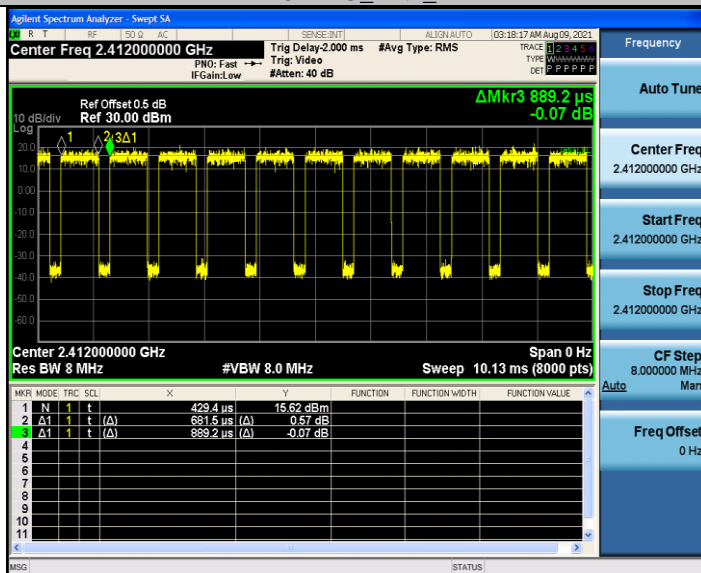 Agilent Spectrum Analyzer - Swept SA
LXI R T RF 50 Ω AC SENSE:INT ALIGN AUTO 03:18:17 AM Aug 09, 2021
Center Freq 2.412000000 GHz
PNO: Fast
IFGain:Low
Trig Delay-2.000 ms
Trig: Video
#Atten: 40 dB
#Avg Type: RMS
TRACE 1 2 3 4 5 6
TYPE WWWWWW
DET P P P P P P
Ref Offset 0.5 dB
10 dB/div Ref 30.00 dBm
Log
ΔMkr3 889.2 µs
-0.07 dB
1
2
3Δ1
20.0
10.0
0.00
-10.0
-20.0
-30.0
-40.0
-50.0
-60.0
Center 2.412000000 GHz Span 0 Hz
Res BW 8 MHz #VBW 8.0 MHz Sweep 10.13 ms (8000 pts)
MKR MODE TRC SCL X Y FUNCTION FUNCTION WIDTH FUNCTION VALUE
1 N 1 t 429.4 µs 15.62 dBm
2 Δ1 1 t (Δ) 681.5 µs (Δ) 0.57 dB
3 Δ1 1 t (Δ) 889.2 µs (Δ) -0.07 dB
4
5
6
7
8
9
10
11
MSG STATUS
Frequency
Auto Tune
Center Freq
2.412000000 GHz
Start Freq
2.412000000 GHz
Stop Freq
2.412000000 GHz
CF Step
8.000000 MHz
Auto Man
Freq Offset
0 Hz